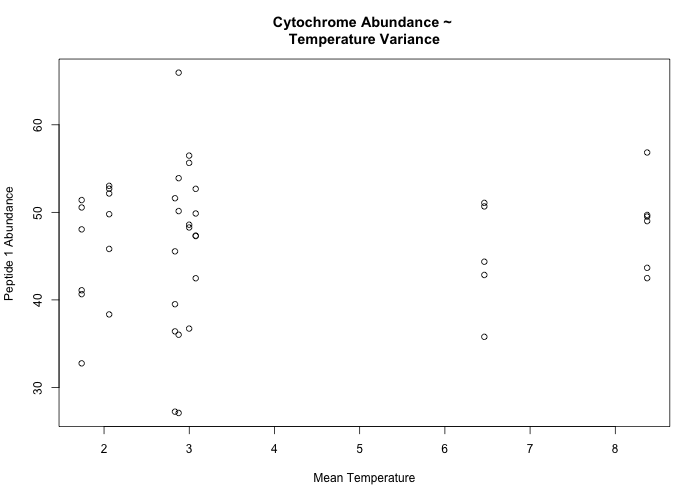 Cytochrome Abundance ~
Temperature Variance
Peptide 1 Abundance
60
50
40
30
2 3 4 5 6 7 8
Mean Temperature